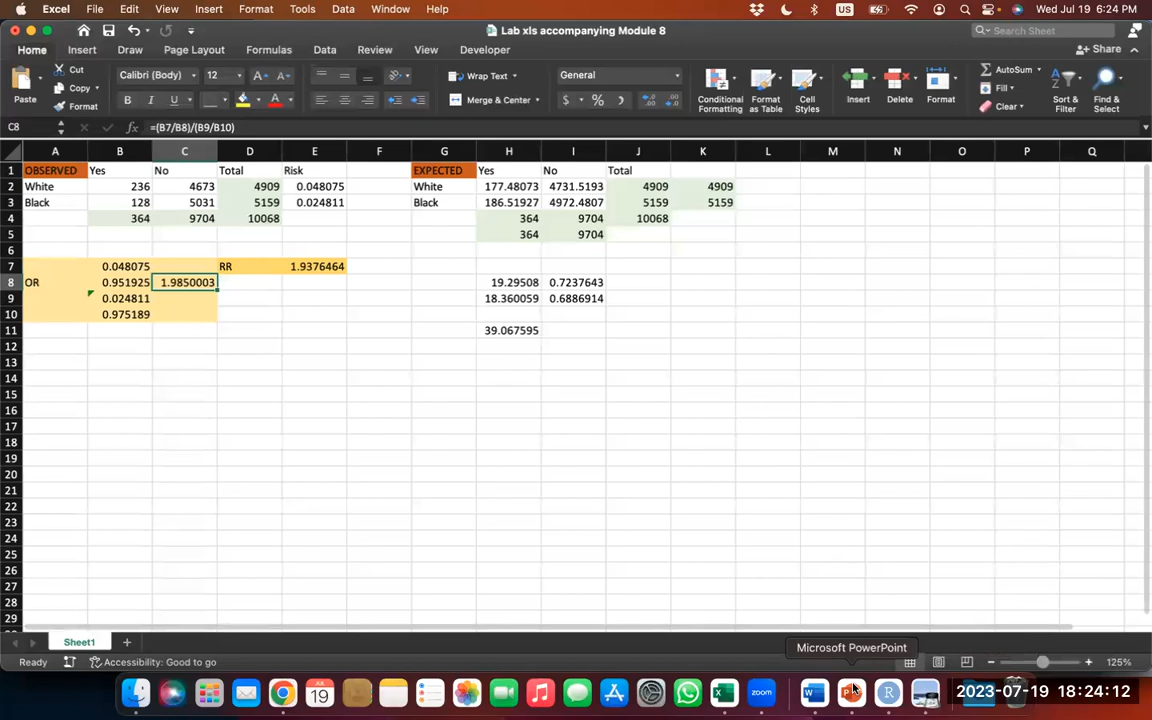 Excel File Edit View Insert Format Tools Data Window Help US Wed Jul 19 6:24 PM
Lab xls accompanying Module 8 Search Sheet
Home Insert Draw Page Layout Formulas Data Review View Developer Share
Paste Cut Copy Format Calibri (Body) 12 Wrap Text General Conditional Formatting Format as Table Cell Styles Insert Delete Format AutoSum Fill Clear Sort & Filter Find & Select
B I U A Merge & Center $ %
C8 fx =(B7/B8)/(B9/B10)
A B C D E F G H I J K L M N O P Q
1 OBSERVED Yes No Total Risk EXPECTED Yes No Total
2 White 236 4673 4909 0.048075 White 177.48073 4731.5193 4909 4909
3 Black 128 5031 5159 0.024811 Black 186.51927 4972.4807 5159 5159
4 364 9704 10068 364 9704 10068
5 364 9704
6
7 0.048075 RR 1.9376464
8 OR 0.951925 1.9850003 19.29508 0.7237643
9 0.024811 18.360059 0.6886914
10 0.975189
11 39.067595
12
13
14
15
16
17
18
19
20
21
22
23
24
25
26
27
28
29
Sheet1
Microsoft PowerPoint
Ready Accessibility: Good to go 125%
JUL 19 zoom W P R X
2023-07-19 18:24:12